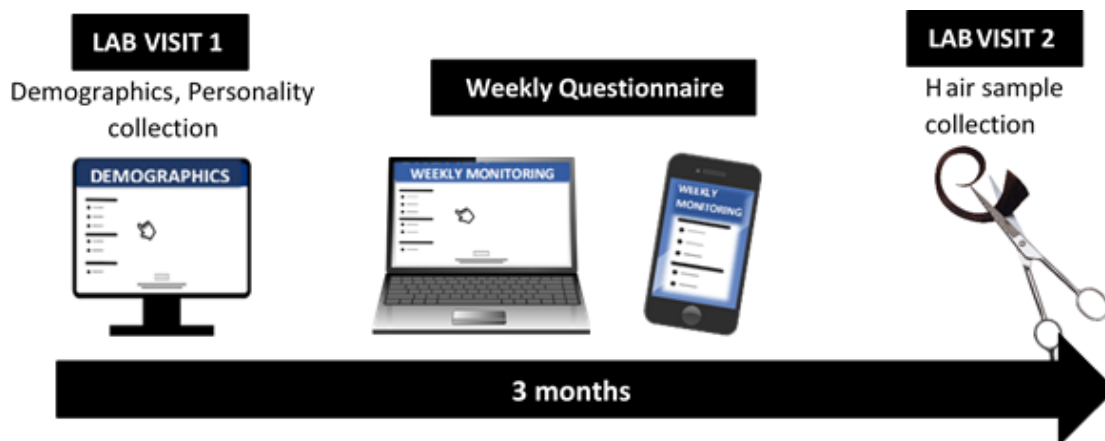 LAB VISIT 1
Demographics, Personality
collection
DEMOGRAPHICS
Weekly Questionnaire
WEEKLY MONITORING
WEEKLY
MONITORING
LAB VISIT 2
Hair sample
collection
3 months